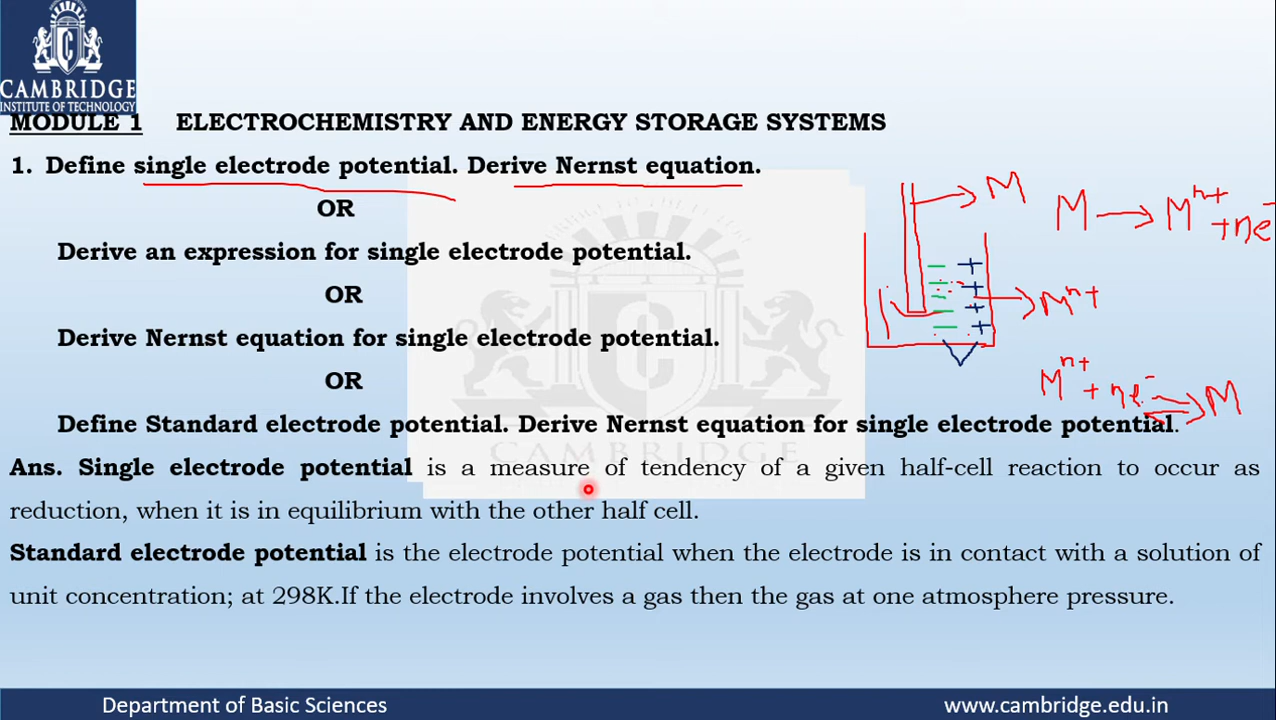 CAMBRIDGE
INSTITUTE OF TECHNOLOGY
MODULE 1 ELECTROCHEMISTRY AND ENERGY STORAGE SYSTEMS
1. Define single electrode potential. Derive Nernst equation.
OR
Derive an expression for single electrode potential.
OR
Derive Nernst equation for single electrode potential.
OR
Define Standard electrode potential. Derive Nernst equation for single electrode potential.
Ans. Single electrode potential is a measure of tendency of a given half-cell reaction to occur as
reduction, when it is in equilibrium with the other half cell.
Standard electrode potential is the electrode potential when the electrode is in contact with a solution of
unit concentration; at 298K.If the electrode involves a gas then the gas at one atmosphere pressure.
M
M → Mn+
+ne-
Mn+
Mn+ + ne- ⇌ M
CAMBRIDGE
Department of Basic Sciences
www.cambridge.edu.in